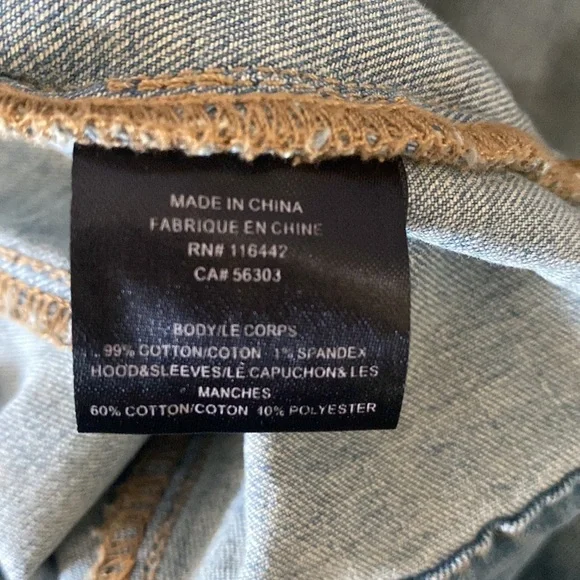 MADE IN CHINA
FABRIQUE EN CHINE
RN# 116442
CA# 56303
BODY/LE CORPS
99% COTTON/COTON 1% SPANDEX
HOOD&SLEEVES/LE CAPUCHON& LES
MANCHES
60% COTTON/COTON 40% POLYESTER